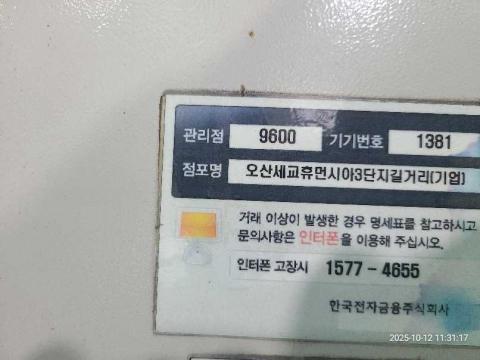 관리점 9600 기기번호 1381
점포명 오산세교휴먼시아3단지길거리(기업)
거래 이상이 발생한 경우 명세표를 참고하시고
문의사항은 인터폰을 이용해 주십시오.
인터폰 고장시 1577-4655
한국전자금융주식회사
2025-10-12 11:31:17